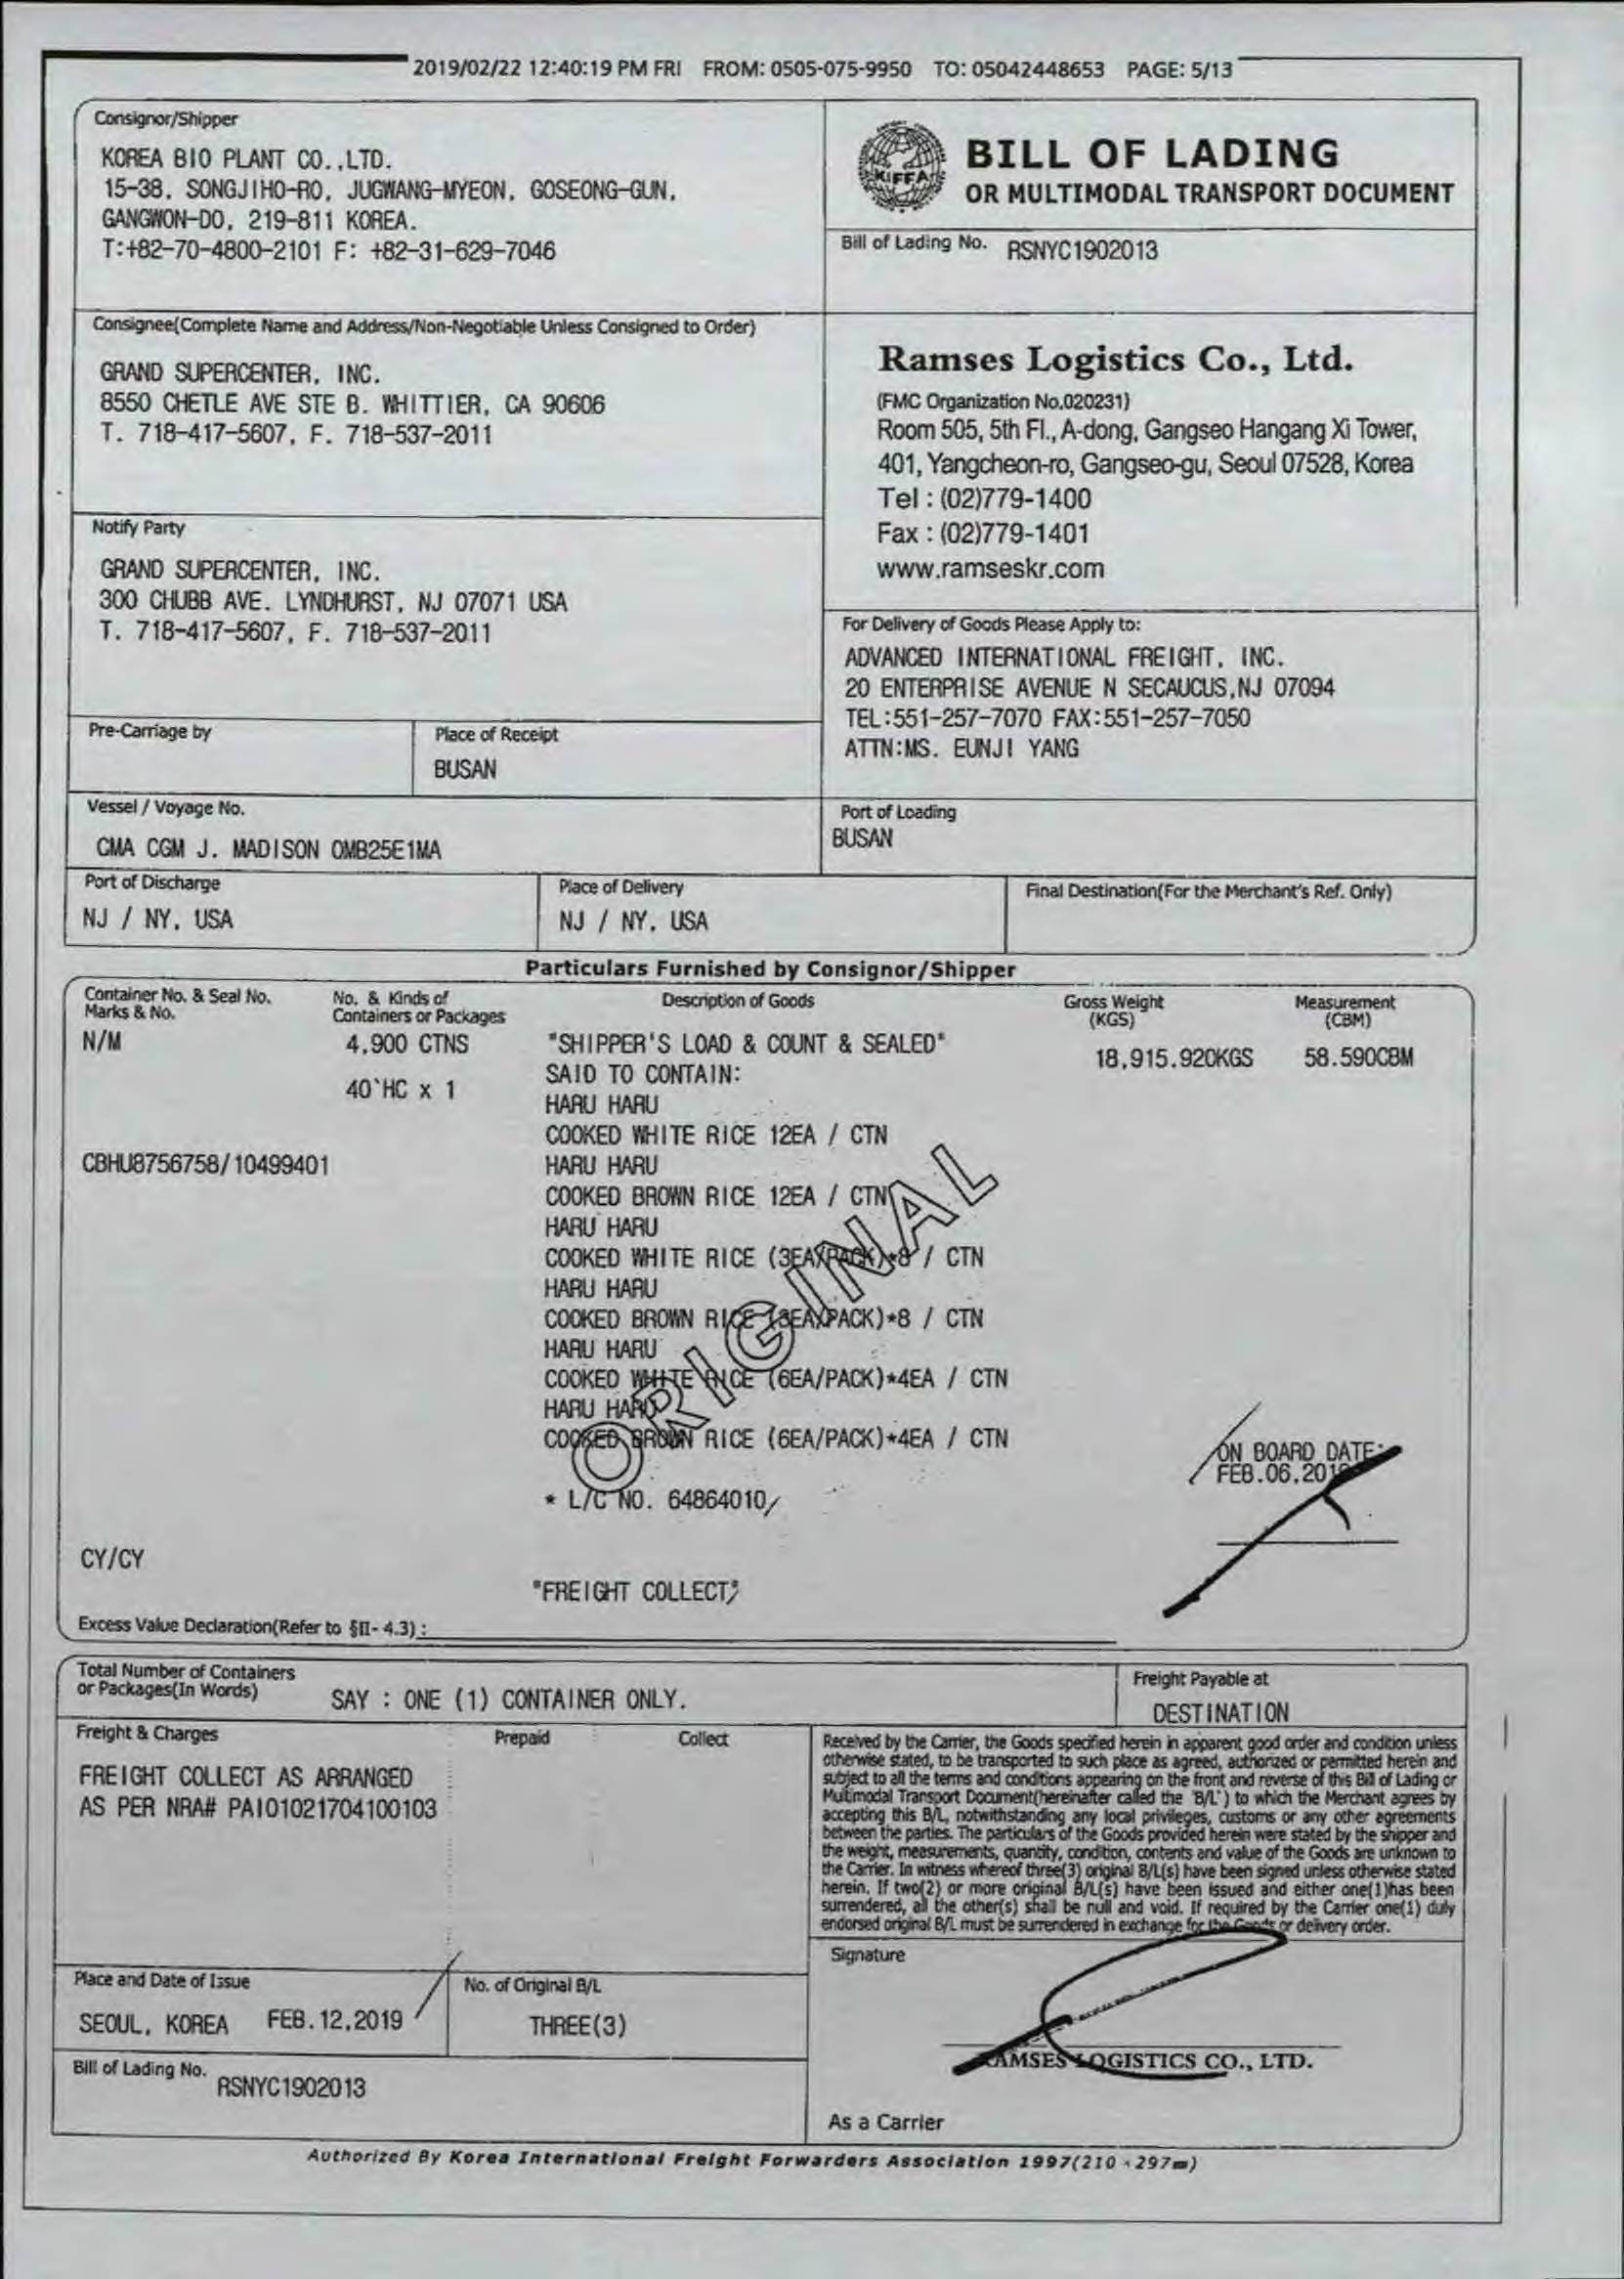 2019/02/22 12:40:19 PM FRI FROM: 0505-075-9950 TO: 05042448653 PAGE: 5/13
Consignor/Shipper
KOREA BIO PLANT CO.,LTD.
15-38, SONGJIHO-RO, JUGWANG-MYEON, GOSEONG-GUN,
GANGWON-DO, 219-811 KOREA.
T:+82-70-4800-2101 F: +82-31-629-7046
KIFFA
BILL OF LADING
OR MULTIMODAL TRANSPORT DOCUMENT
Bill of Lading No. RSNYC1902013
Consignee(Complete Name and Address/Non-Negotiable Unless Consigned to Order)
GRAND SUPERCENTER, INC.
8550 CHETLE AVE STE B. WHITTIER, CA 90606
T. 718-417-5607, F. 718-537-2011
Ramses Logistics Co., Ltd.
(FMC Organization No.020231)
Room 505, 5th Fl., A-dong, Gangseo Hangang Xi Tower,
401, Yangcheon-ro, Gangseo-gu, Seoul 07528, Korea
Tel : (02)779-1400
Fax : (02)779-1401
www.ramseskr.com
Notify Party
GRAND SUPERCENTER, INC.
300 CHUBB AVE. LYNDHURST, NJ 07071 USA
T. 718-417-5607, F. 718-537-2011
For Delivery of Goods Please Apply to:
ADVANCED INTERNATIONAL FREIGHT, INC.
20 ENTERPRISE AVENUE N SECAUCUS,NJ 07094
TEL:551-257-7070 FAX:551-257-7050
ATTN:MS. EUNJI YANG
Pre-Carriage by
Place of Receipt
BUSAN
Vessel / Voyage No.
CMA CGM J. MADISON 0MB25E1MA
Port of Loading
BUSAN
Port of Discharge
NJ / NY, USA
Place of Delivery
NJ / NY, USA
Final Destination(For the Merchant's Ref. Only)
Particulars Furnished by Consignor/Shipper
Container No. & Seal No.
Marks & No.
No. & Kinds of
Containers or Packages
Description of Goods
Gross Weight
(KGS)
Measurement
(CBM)
N/M
4,900 CTNS
40`HC x 1
"SHIPPER'S LOAD & COUNT & SEALED"
18,915.920KGS
58.590CBM
SAID TO CONTAIN:
HARU HARU
COOKED WHITE RICE 12EA / CTN
CBHU8756758/10499401
HARU HARU
COOKED BROWN RICE 12EA / CTN
HARU HARU
COOKED WHITE RICE (3EA/PACK)*8 / CTN
HARU HARU
COOKED BROWN RICE (3EA/PACK)*8 / CTN
HARU HARU
COOKED WHITE RICE (6EA/PACK)*4EA / CTN
HARU HARU
COOKED BROWN RICE (6EA/PACK)*4EA / CTN
ORIGINAL
* L/C NO. 64864010
ON BOARD DATE:
FEB.06.2019
CY/CY
"FREIGHT COLLECT"
Excess Value Declaration(Refer to §II- 4.3) :
Total Number of Containers
or Packages(In Words)
SAY : ONE (1) CONTAINER ONLY.
Freight Payable at
DESTINATION
Freight & Charges
Prepaid
Collect
FREIGHT COLLECT AS ARRANGED
AS PER NRA# PAI01021704100103
Received by the Carrier, the Goods specified herein in apparent good order and condition unless
otherwise stated, to be transported to such place as agreed, authorized or permitted herein and
subject to all the terms and conditions appearing on the front and reverse of this Bill of Lading or
Multimodal Transport Document(hereinafter called the 'B/L') to which the Merchant agrees by
accepting this B/L, notwithstanding any local privileges, customs or any other agreements
between the parties. The particulars of the Goods provided herein were stated by the shipper and
the weight, measurements, quantity, condition, contents and value of the Goods are unknown to
the Carrier. In witness whereof three(3) original B/L(s) have been signed unless otherwise stated
herein. If two(2) or more original B/L(s) have been issued and either one(1)has been
surrendered, all the other(s) shall be null and void. If required by the Carrier one(1) duly
endorsed original B/L must be surrendered in exchange for the Goods or delivery order.
Signature
Place and Date of Issue
SEOUL, KOREA FEB.12,2019
No. of Original B/L
THREE(3)
RAMSES LOGISTICS CO., LTD.
Bill of Lading No.
RSNYC1902013
As a Carrier
Authorized By Korea International Freight Forwarders Association 1997(210 × 297㎜)